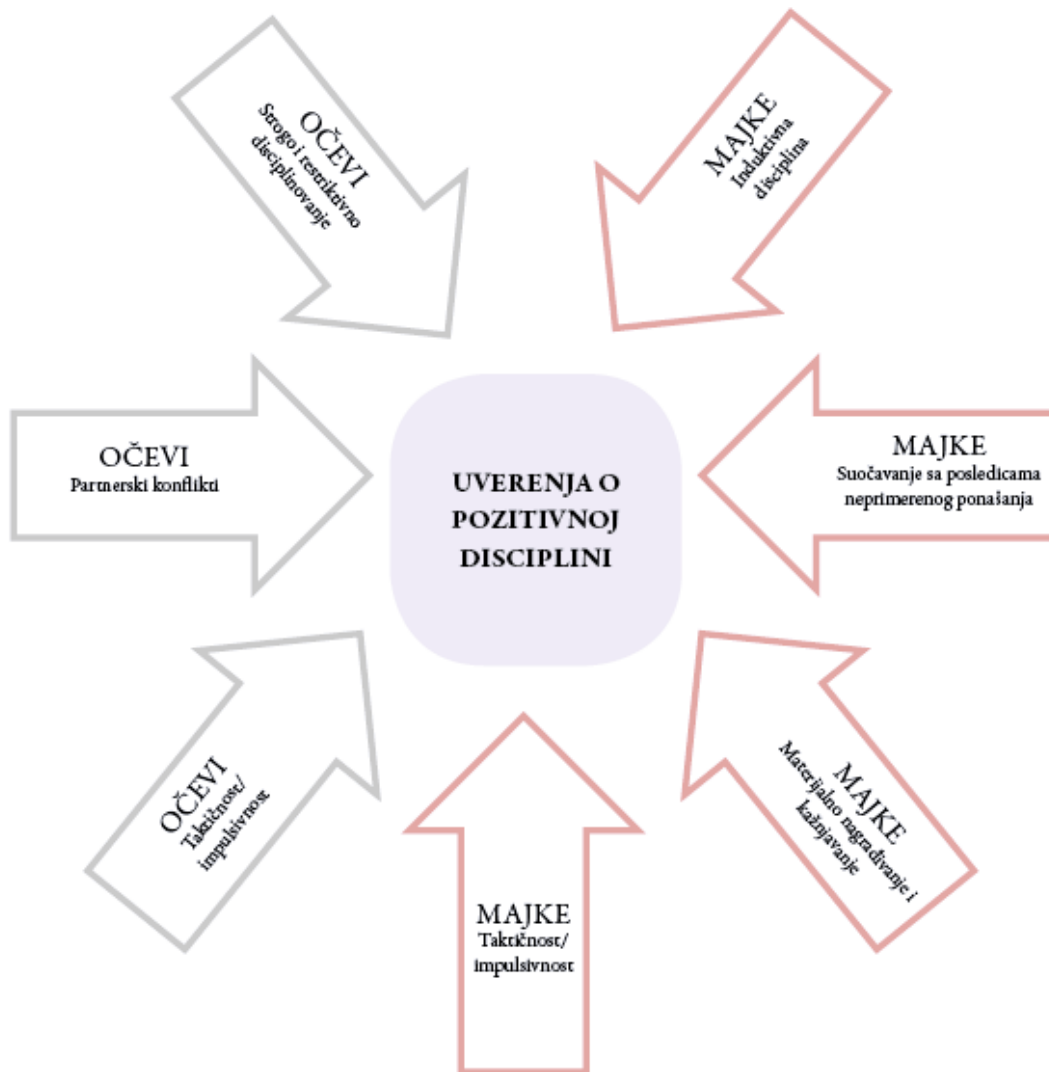 OČEVI
Strogo i restriktivno
disciplinovanje
MAJKE
Induktivna
disciplina
OČEVI
Partnerski konflikti
UVERENJA O
POZITIVNOJ
DISCIPLINI
MAJKE
Suočavanje sa posledicama
neprimerenog ponašanja
OČEVI
Taktičnost/
impulsivnost
MAJKE
Taktičnost/
impulsivnost
MAJKE
Materijalno nagrađivanje i
kažnjavanje